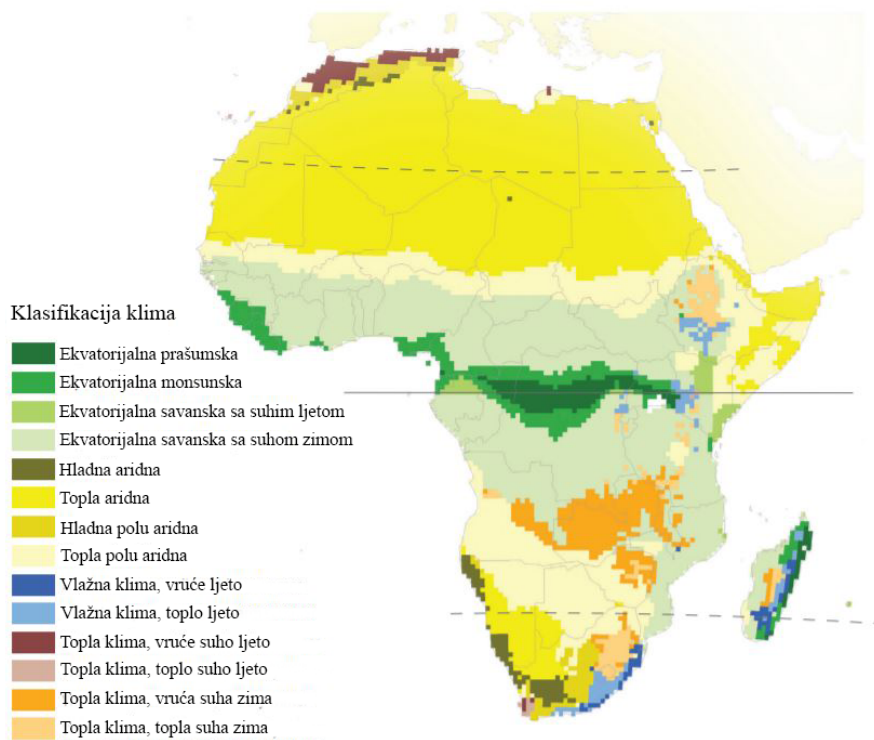 Klasifikacija klima
Ekvatorijalna prašumska
Ekvatorijalna monsunska
Ekvatorijalna savanska sa suhim ljetom
Ekvatorijalna savanska sa suhom zimom
Hladna aridna
Topla aridna
Hladna polu aridna
Topla polu aridna
Vlažna klima, vruće ljeto
Vlažna klima, toplo ljeto
Topla klima, vruće suho ljeto
Topla klima, toplo suho ljeto
Topla klima, vruća suha zima
Topla klima, topla suha zima